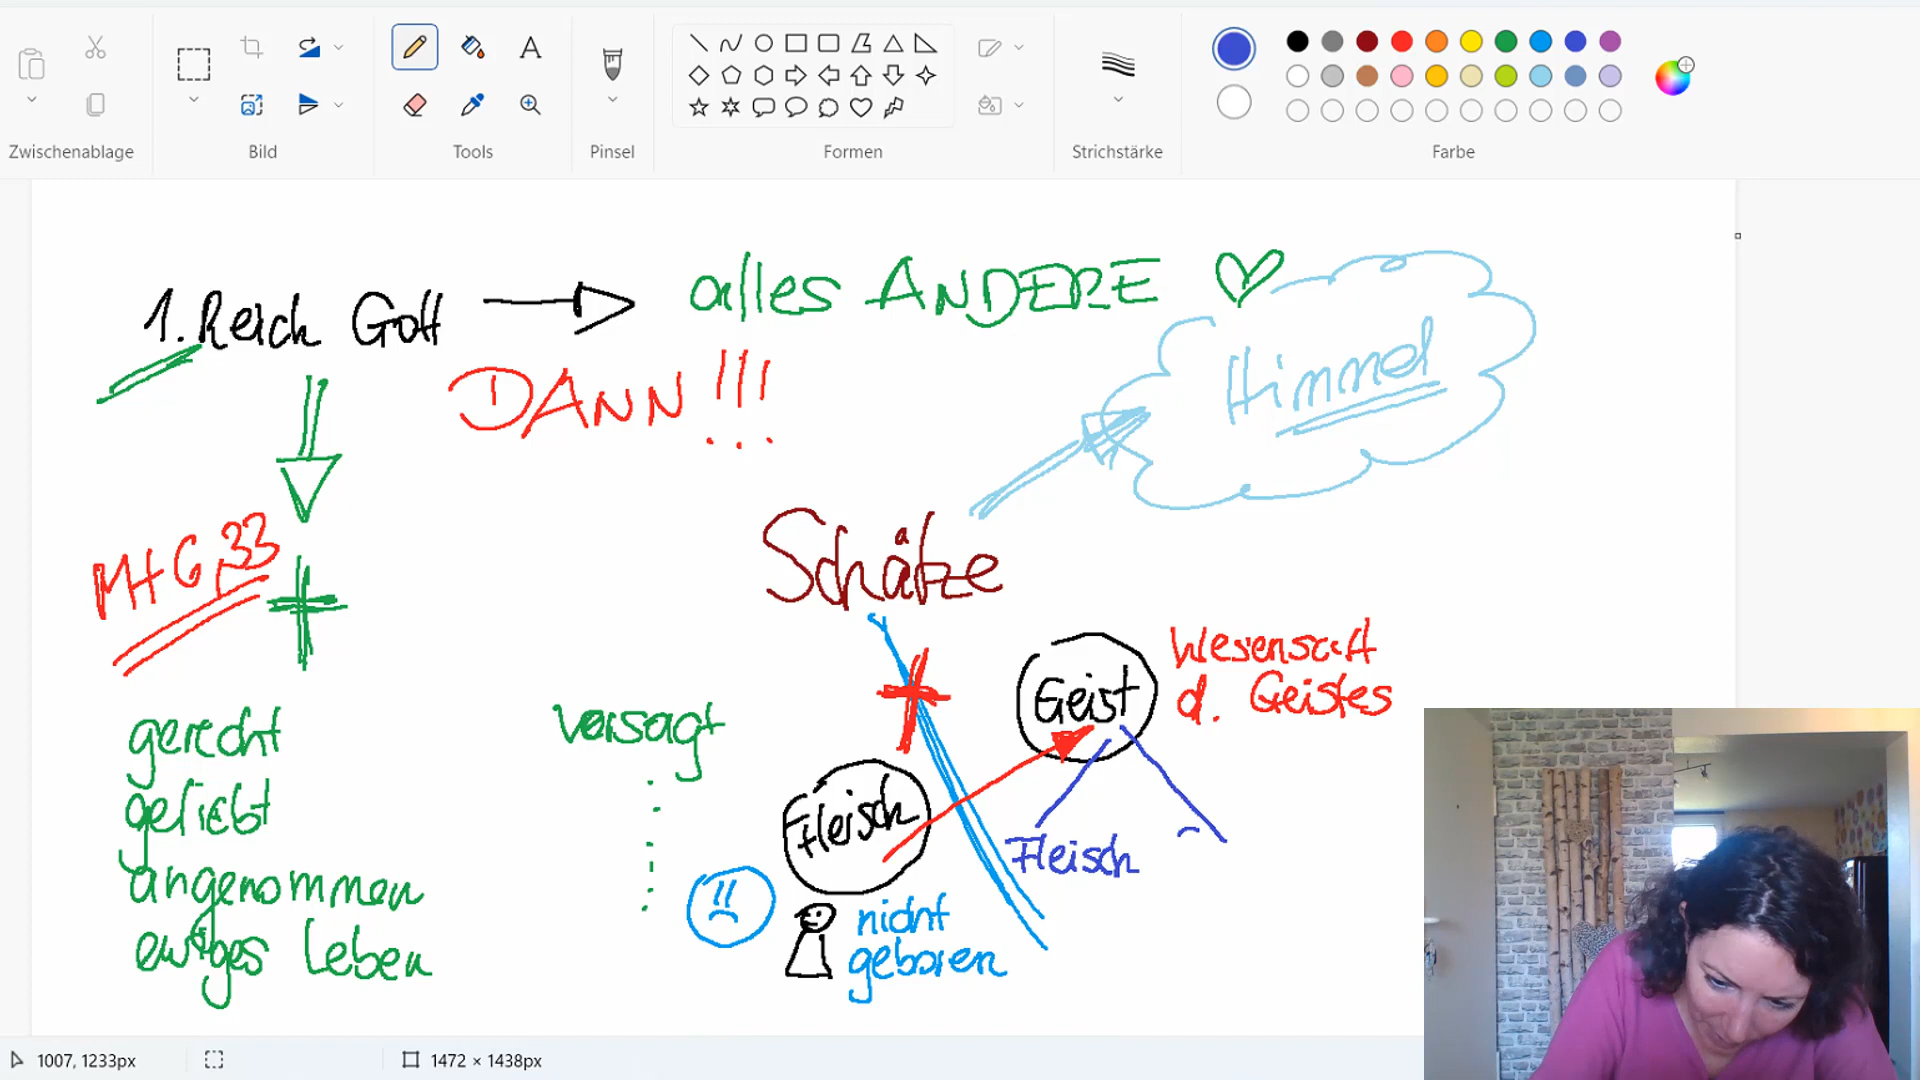 Zwischenablage
Bild
Tools
Pinsel
Formen
Strichstärke
Farbe
1. Reich Gott
alles ANDERE
DANN !!!
Himmel
Mt 6,33
Schätze
Geist
Wesensart
d. Geistes
gerecht
geliebt
angenommen
ewiges Leben
versagt
Fleisch
nicht
geboren
Fleisch
1007, 1233px
1472 × 1438px